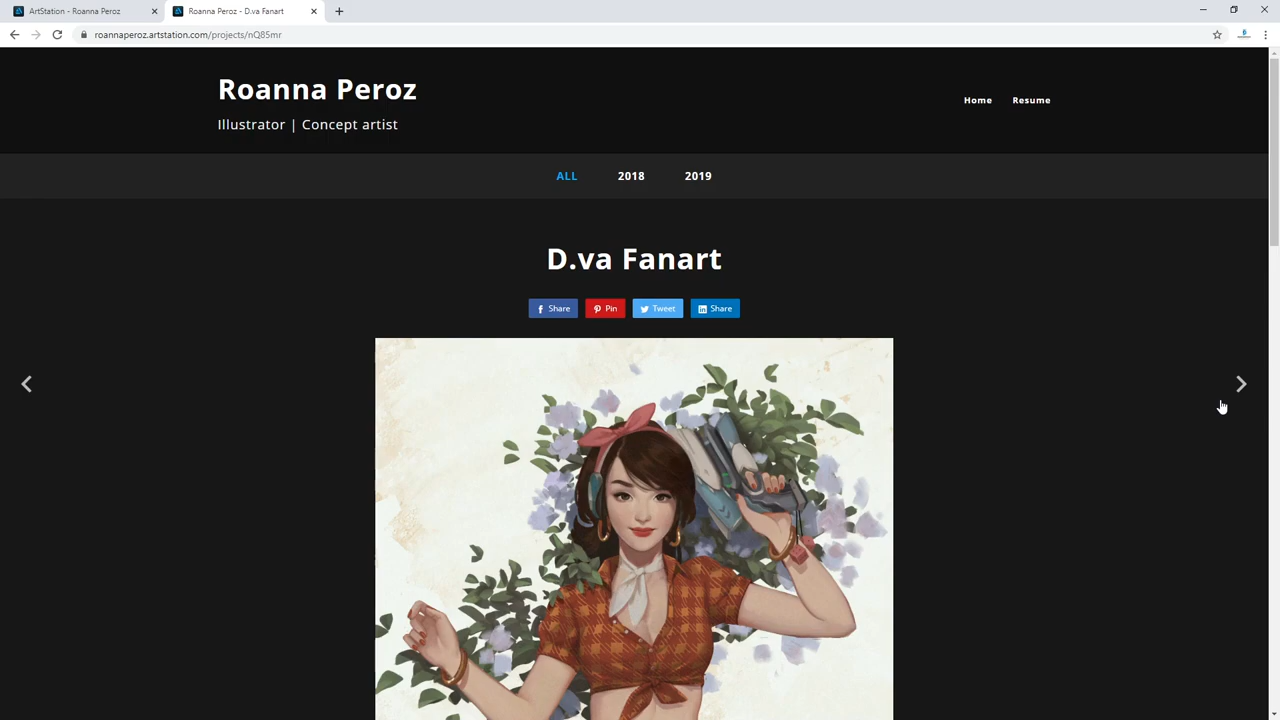 ArtStation - Roanna Peroz
Roanna Peroz - D.va Fanart
roannaperoz.artstation.com/projects/nQ85mr
Roanna Peroz
Illustrator | Concept artist
Home Resume
ALL 2018 2019
D.va Fanart
Share Pin Tweet Share